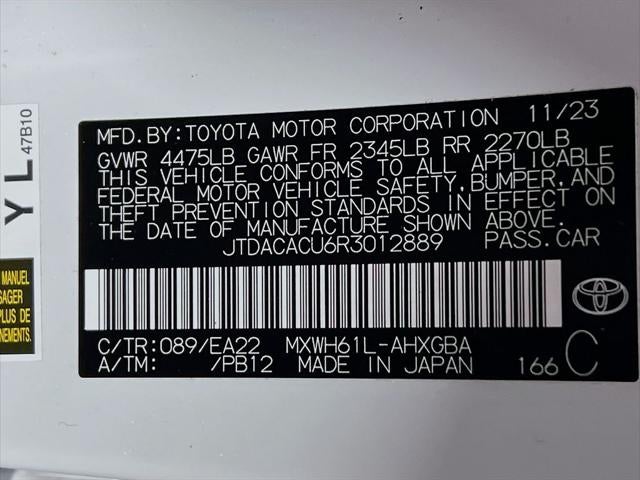 MFD.BY:TOYOTA MOTOR CORPORATION 11/23
GVWR 4475LB GAWR FR 2345LB RR 2270LB
THIS VEHICLE CONFORMS TO ALL APPLICABLE
FEDERAL MOTOR VEHICLE SAFETY,BUMPER,AND
THEFT PREVENTION STANDARDS IN EFFECT ON
THE DATE OF MANUFACTURE SHOWN ABOVE.
JTDACACU6R3012889 PASS.CAR
C/TR:089/EA22 MXWH61L-AHXGBA
A/TM: /PB12 MADE IN JAPAN 166 C
YL
47B10
MANUEL
SAGER
PLUS DE
NEMENTS.